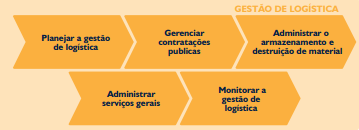 GESTÃO DE LOGÍSTICA
Planejar a gestão
de logística
Gerenciar
contratações
publicas
Administrar o
armazenamento e
destruição de material
Administrar
serviços gerais
Monitorar a
gestão de
logística